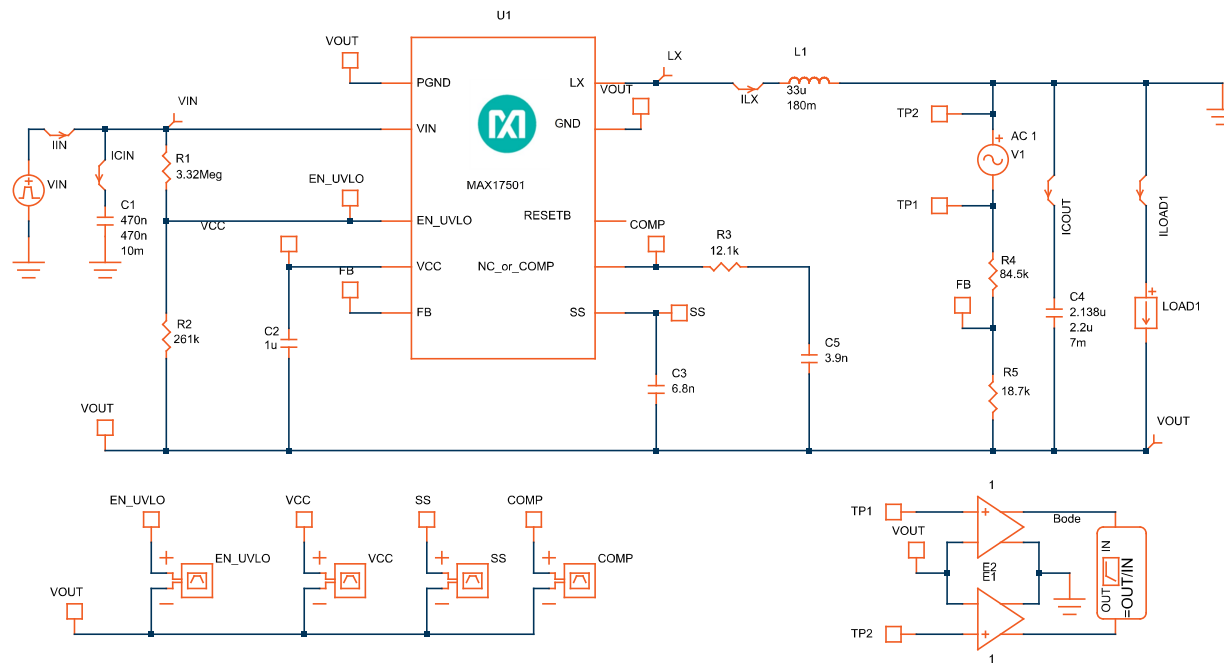 U1
VOUT
PGND
LX
LX
L1
33u
180m
ILX
VOUT
GND
VIN
VIN
IIN
ICIN
VIN
R1
3.32Meg
C1
470n
470n
10m
MAX17501
EN_UVLO
EN_UVLO
VCC
VCC
RESETB
COMP
NC_or_COMP
R3
12.1k
FB
FB
SS
SS
R2
261k
C2
1u
C3
6.8n
C5
3.9n
TP2
AC 1
V1
TP1
R4
84.5k
FB
R5
18.7k
ICOUT
C4
2.138u
2.2u
7m
ILOAD1
LOAD1
VOUT
VOUT
EN_UVLO
VCC
SS
COMP
EN_UVLO
VCC
SS
COMP
VOUT
1
TP1
VOUT
Bode
E2
E1
TP2
1
OUT IN
=OUT/IN